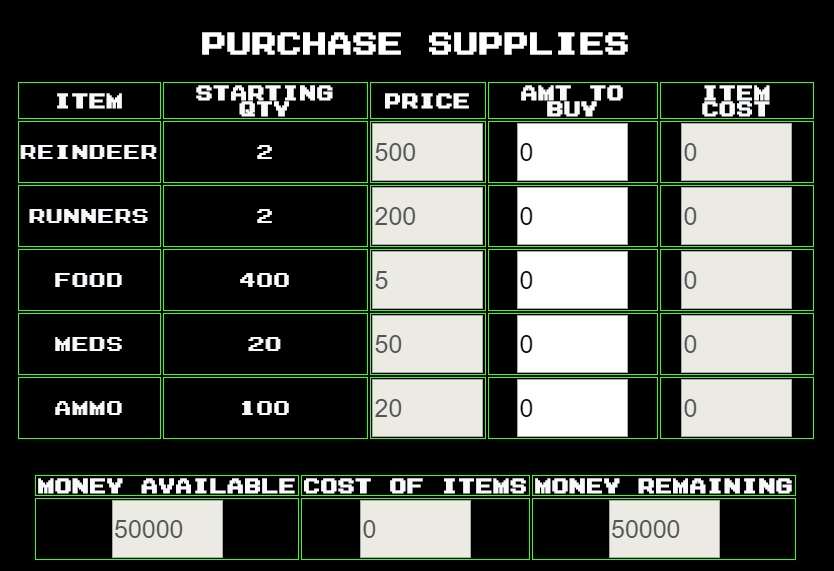 PURCHASE SUPPLIES
ITEM STARTING QTY PRICE AMT TO BUY ITEM COST
REINDEER 2 500 0 0
RUNNERS 2 200 0 0
FOOD 400 5 0 0
MEDS 20 50 0 0
AMMO 100 20 0 0
MONEY AVAILABLE COST OF ITEMS MONEY REMAINING
50000 0 50000